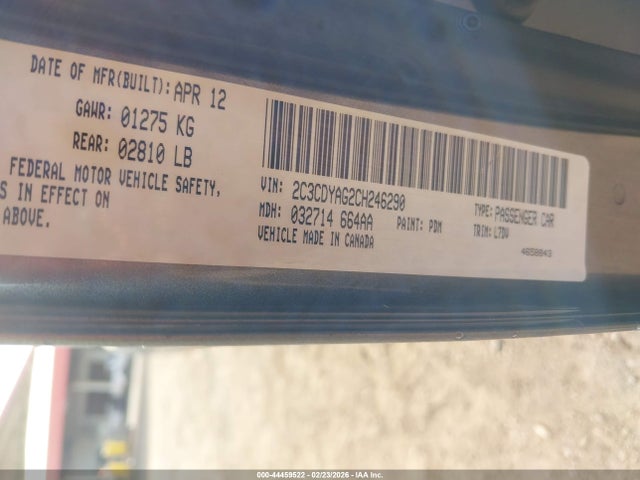 DATE OF MFR(BUILT): APR 12
GAWR: 01275 KG
REAR: 02810 LB
FEDERAL MOTOR VEHICLE SAFETY,
S IN EFFECT ON
ABOVE.
VIN: 2C3CDYAG2CH246290
TYPE: PASSENGER CAR
MDH: 032714 664AA PAINT: PDM TRIM: L7DV
VEHICLE MADE IN CANADA
000-44459522 - 02/23/2026 - IAA, Inc.